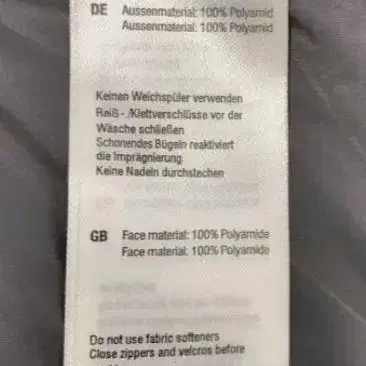 DE Aussenmaterial: 100% Polyamid
Aussenmaterial: 100% Polyamid
Keinen Weichspüler verwenden
Reiß- /Klettverschlüsse vor der
Wäsche schließen
Schonendes Bügeln reaktiviert
die Imprägnierung
Keine Nadeln durchstechen
GB Face material: 100% Polyamide
Face material: 100% Polyamide
Do not use fabric softeners
Close zippers and velcros before